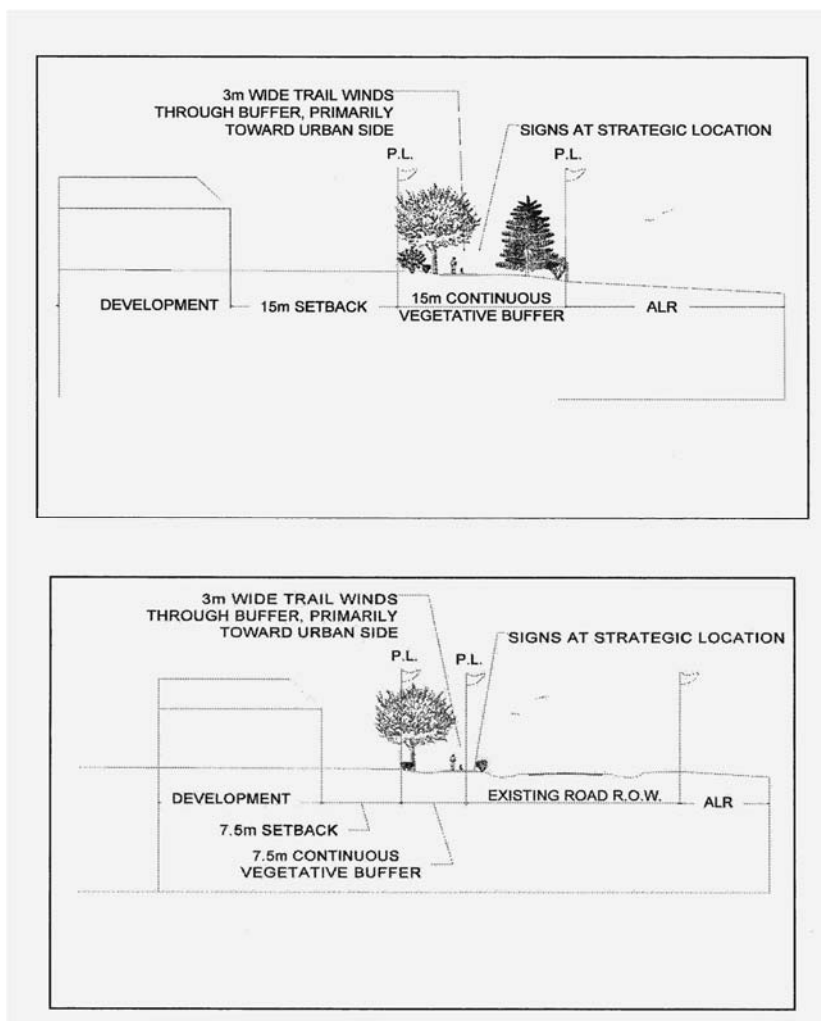 3m WIDE TRAIL WINDS
THROUGH BUFFER, PRIMARILY
TOWARD URBAN SIDE
SIGNS AT STRATEGIC LOCATION
P.L.
P.L.
DEVELOPMENT
15m SETBACK
15m CONTINUOUS
VEGETATIVE BUFFER
ALR
3m WIDE TRAIL WINDS
THROUGH BUFFER, PRIMARILY
TOWARD URBAN SIDE
SIGNS AT STRATEGIC LOCATION
P.L.
P.L.
DEVELOPMENT
EXISTING ROAD R.O.W.
ALR
7.5m SETBACK
7.5m CONTINUOUS
VEGETATIVE BUFFER